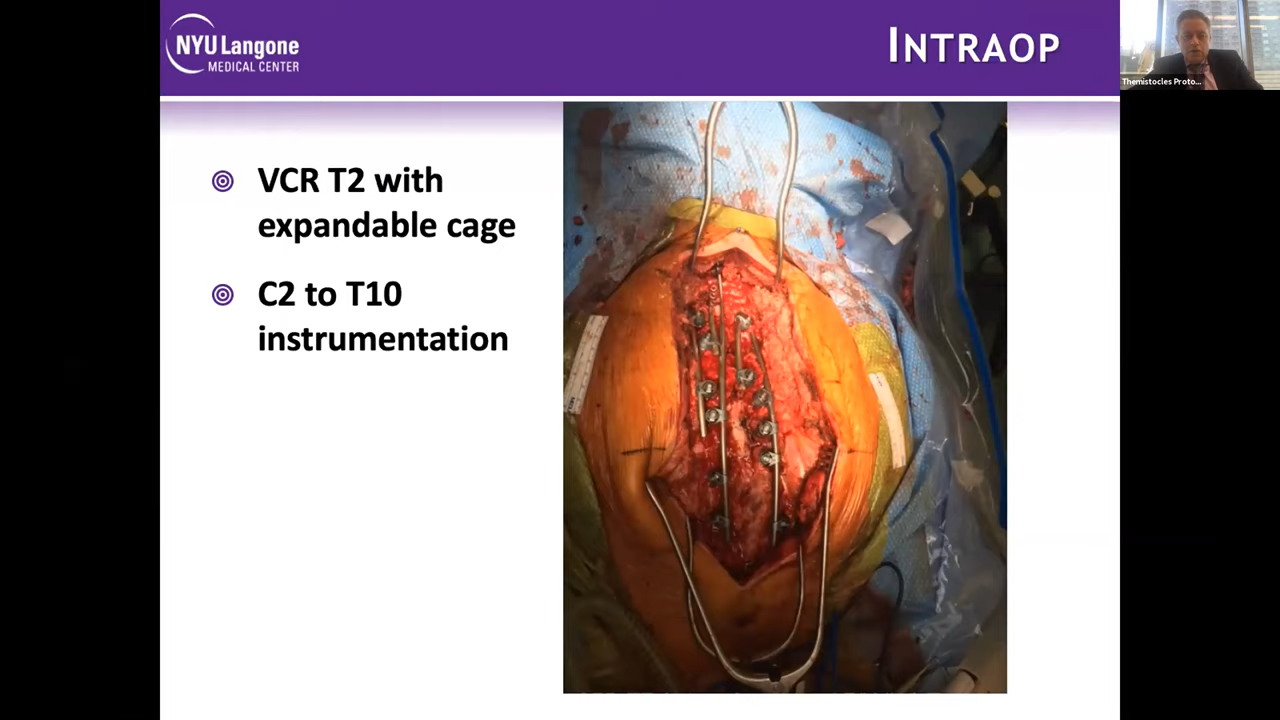 NYU Langone
MEDICAL CENTER
INTRAOP
Themistocles Proto...
VCR T2 with
expandable cage
C2 to T10
instrumentation